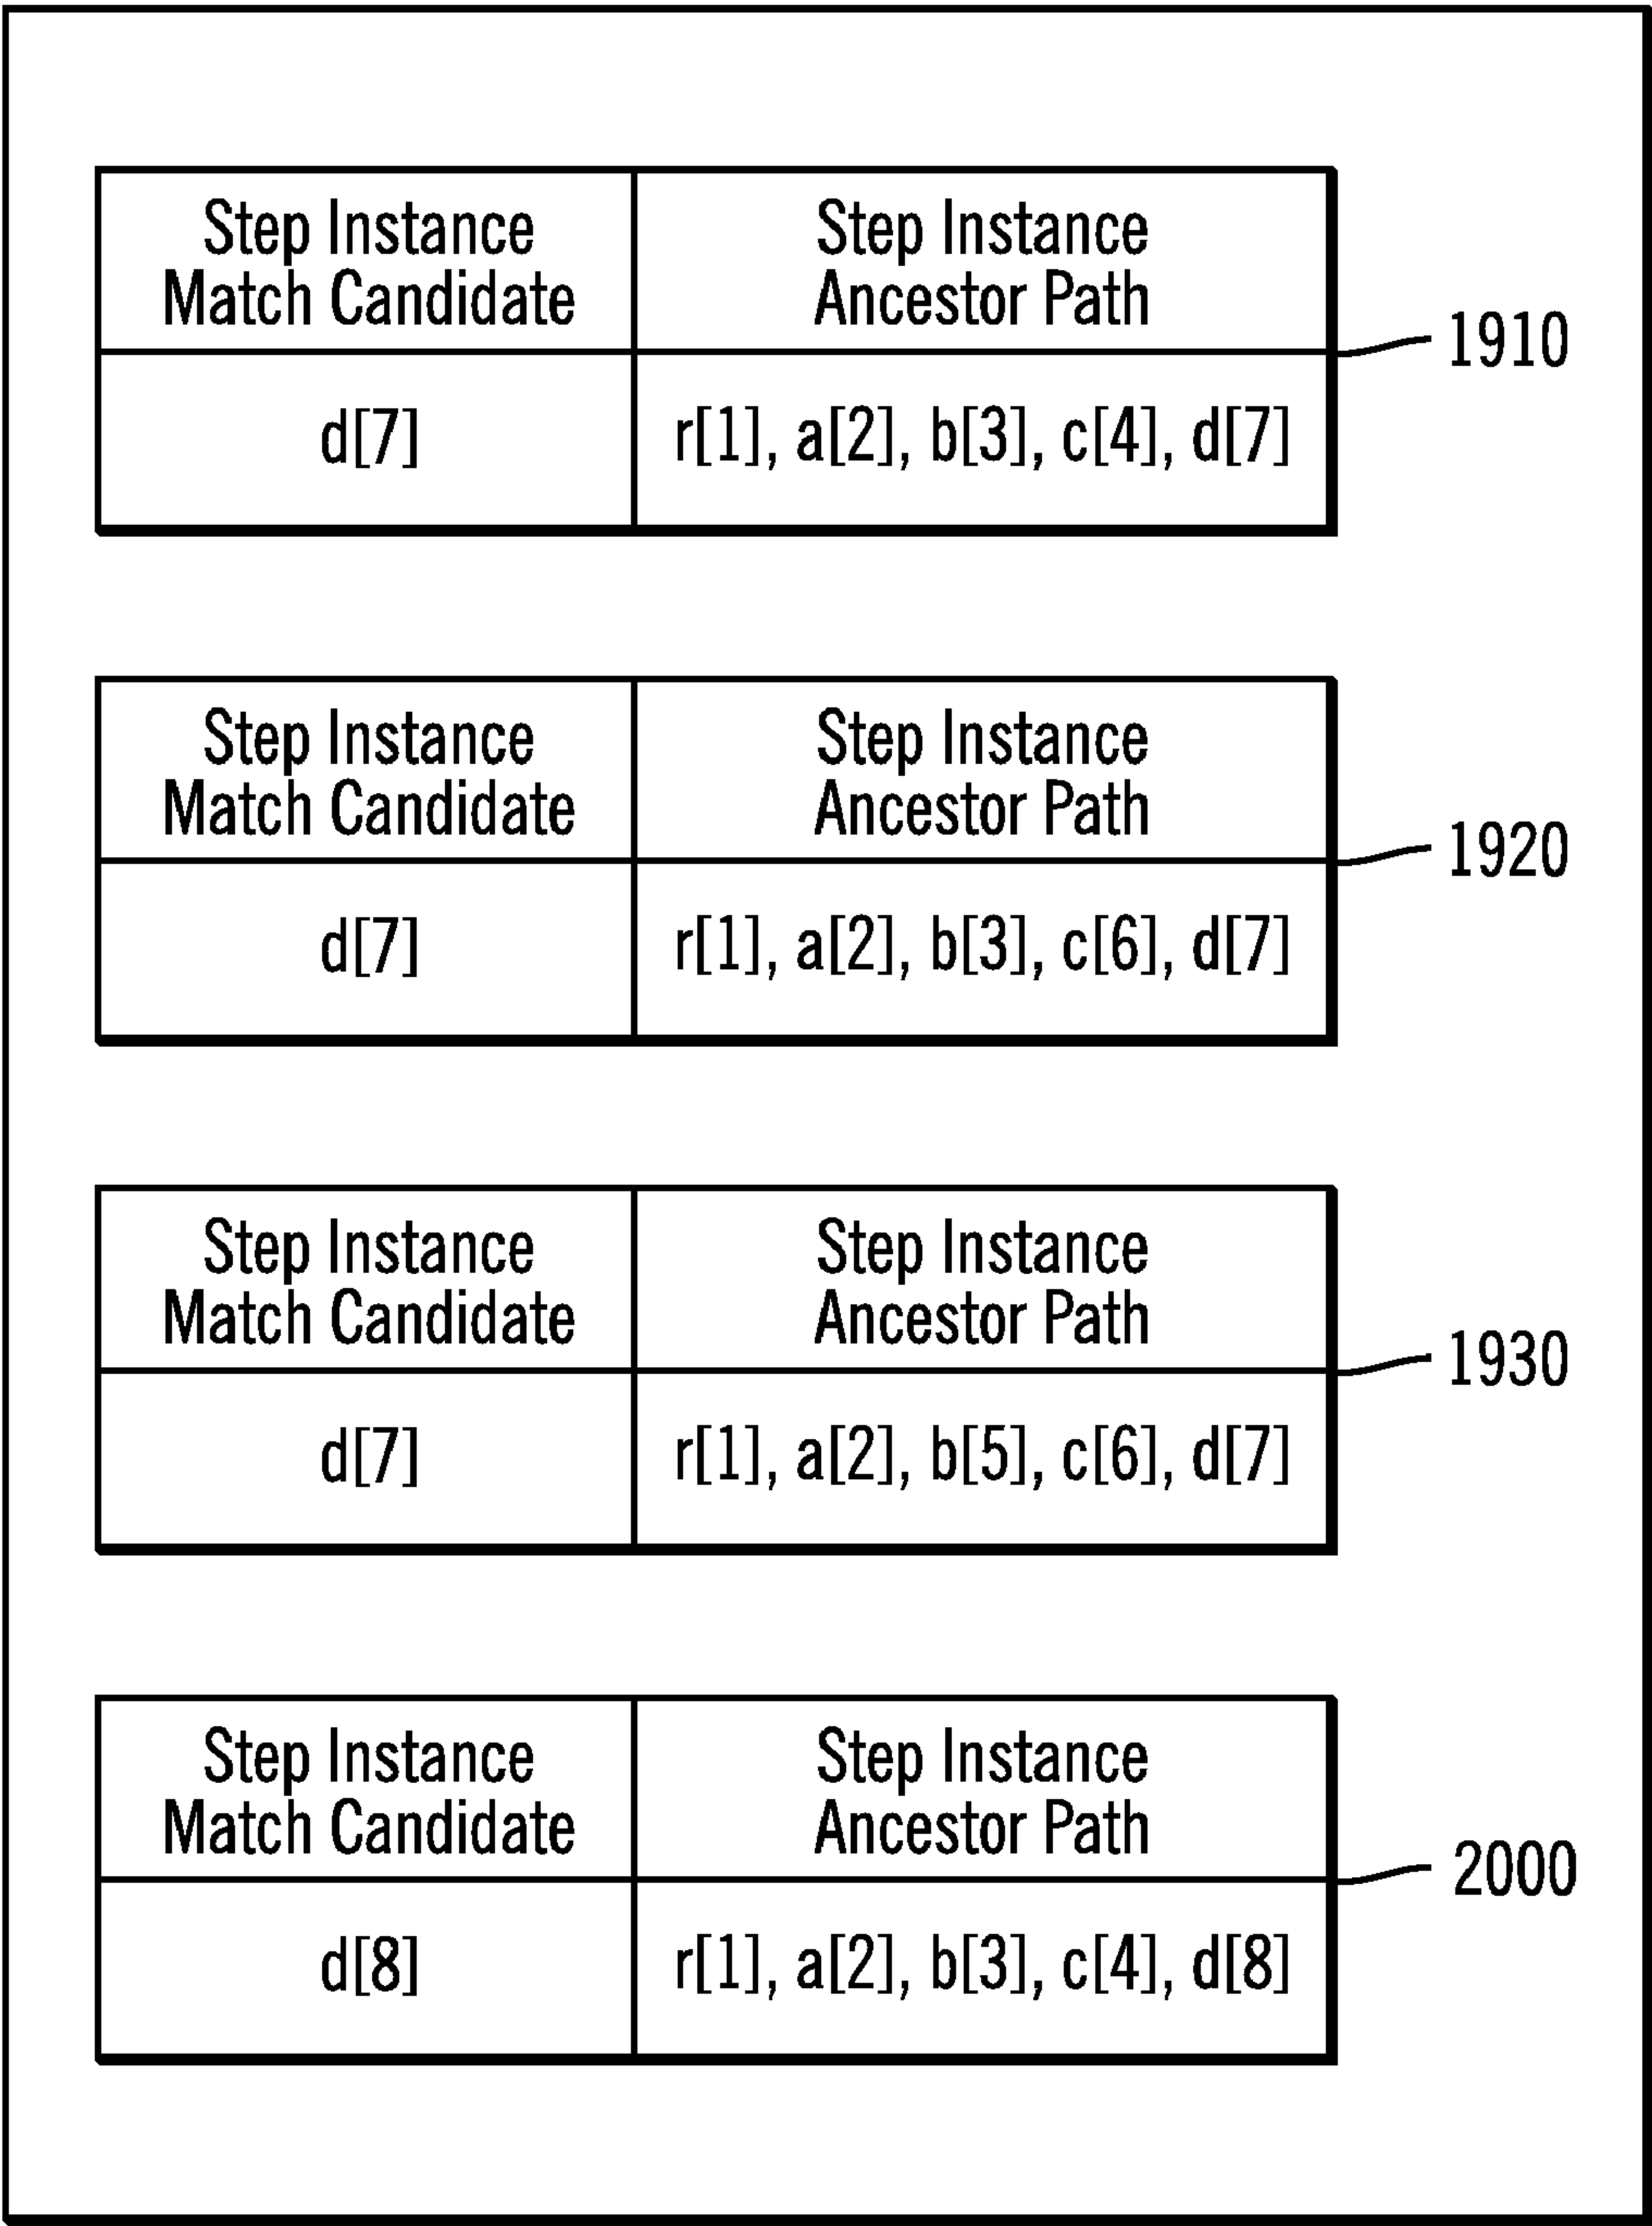 Step Instance
Match Candidate
Step Instance
Ancestor Path
1910
d[7]
r[1], a[2], b[3], c[4], d[7]
Step Instance
Match Candidate
Step Instance
Ancestor Path
1920
d[7]
r[1], a[2], b[3], c[6], d[7]
Step Instance
Match Candidate
Step Instance
Ancestor Path
1930
d[7]
r[1], a[2], b[5], c[6], d[7]
Step Instance
Match Candidate
Step Instance
Ancestor Path
2000
d[8]
r[1], a[2], b[3], c[4], d[8]